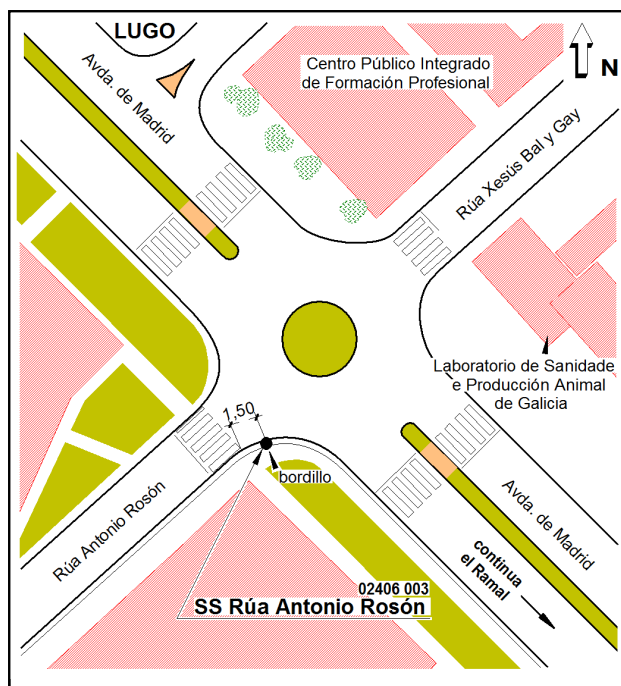 LUGO
Avda. de Madrid
Centro Público Integrado
de Formación Profesional
N
Rúa Xesús Bal y Gay
Laboratorio de Sanidade
e Producción Animal
de Galicia
1,50
bordillo
Rúa Antonio Rosón
Avda. de Madrid
continua
el Ramal
02406 003
SS Rúa Antonio Rosón